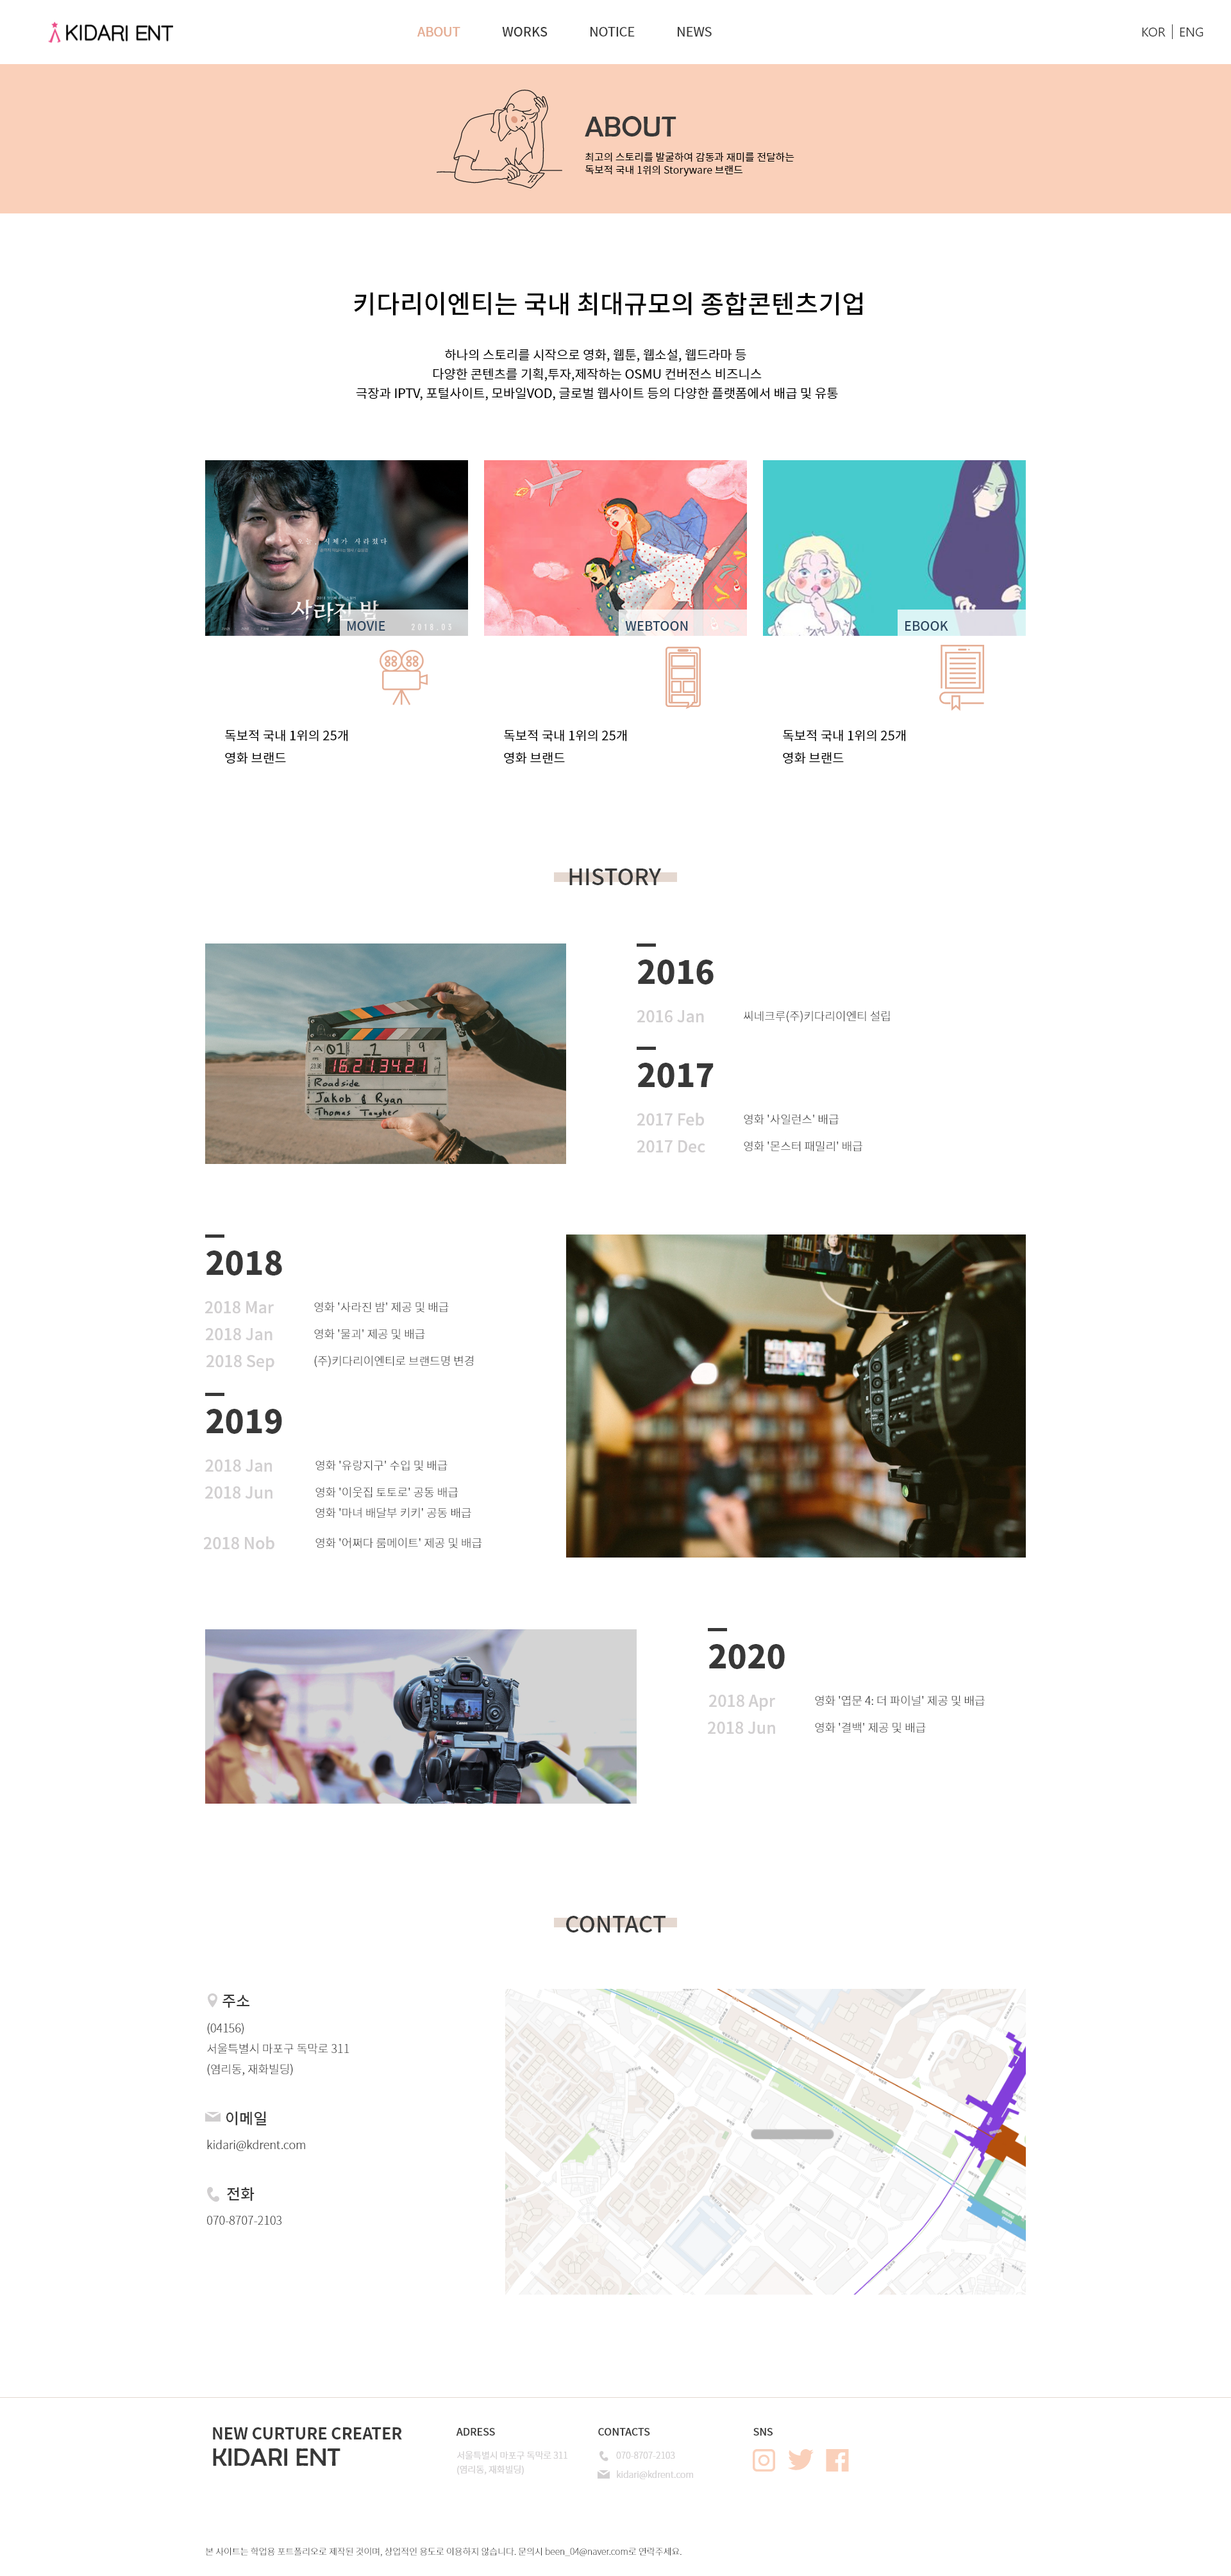 KIDARI ENT
ABOUT
WORKS
NOTICE
NEWS
KOR | ENG
ABOUT
최고의 스토리를 발굴하여 감동과 재미를 전달하는
독보적 국내 1위의 Storyware 브랜드
키다리이엔티는 국내 최대규모의 종합콘텐츠기업
하나의 스토리를 시작으로 영화, 웹툰, 웹소설, 웹드라마 등
다양한 콘텐츠를 기획,투자,제작하는 OSMU 컨버전스 비즈니스
극장과 IPTV, 포털사이트, 모바일VOD, 글로벌 웹사이트 등의 다양한 플랫폼에서 배급 및 유통
시체가 사라졌다
사라진 밤
2018.03
MOVIE
WEBTOON
EBOOK
88 88
독보적 국내 1위의 25개
영화 브랜드
독보적 국내 1위의 25개
영화 브랜드
독보적 국내 1위의 25개
영화 브랜드
HISTORY
A 01 1 9
16:21:34:21
Roadside
Jakob & Ryan
Thomas Taugher
2016
2016 Jan 씨네크루(주)키다리이엔티 설립
2017
2017 Feb 영화 '사일런스' 배급
2017 Dec 영화 '몬스터 패밀리' 배급
2018
2018 Mar 영화 '사라진 밤' 제공 및 배급
2018 Jan 영화 '물괴' 제공 및 배급
2018 Sep (주)키다리이엔티로 브랜드명 변경
2019
2018 Jan 영화 '유랑지구' 수입 및 배급
2018 Jun 영화 '이웃집 토토로' 공동 배급
영화 '마녀 배달부 키키' 공동 배급
2018 Nob 영화 '어쩌다 룸메이트' 제공 및 배급
Canon
2020
2018 Apr 영화 '엽문 4: 더 파이널' 제공 및 배급
2018 Jun 영화 '결백' 제공 및 배급
CONTACT
주소
(04156)
서울특별시 마포구 독막로 311
(염리동, 재화빌딩)
이메일
kidari@kdrent.com
전화
070-8707-2103
NEW CURTURE CREATER
KIDARI ENT
ADRESS
서울특별시 마포구 독막로 311
(염리동, 재화빌딩)
CONTACTS
070-8707-2103
kidari@kdrent.com
SNS
본 사이트는 학업용 포트폴리오로 제작된 것이며, 상업적인 용도로 이용하지 않습니다. 문의시 been_04@naver.com로 연락주세요.